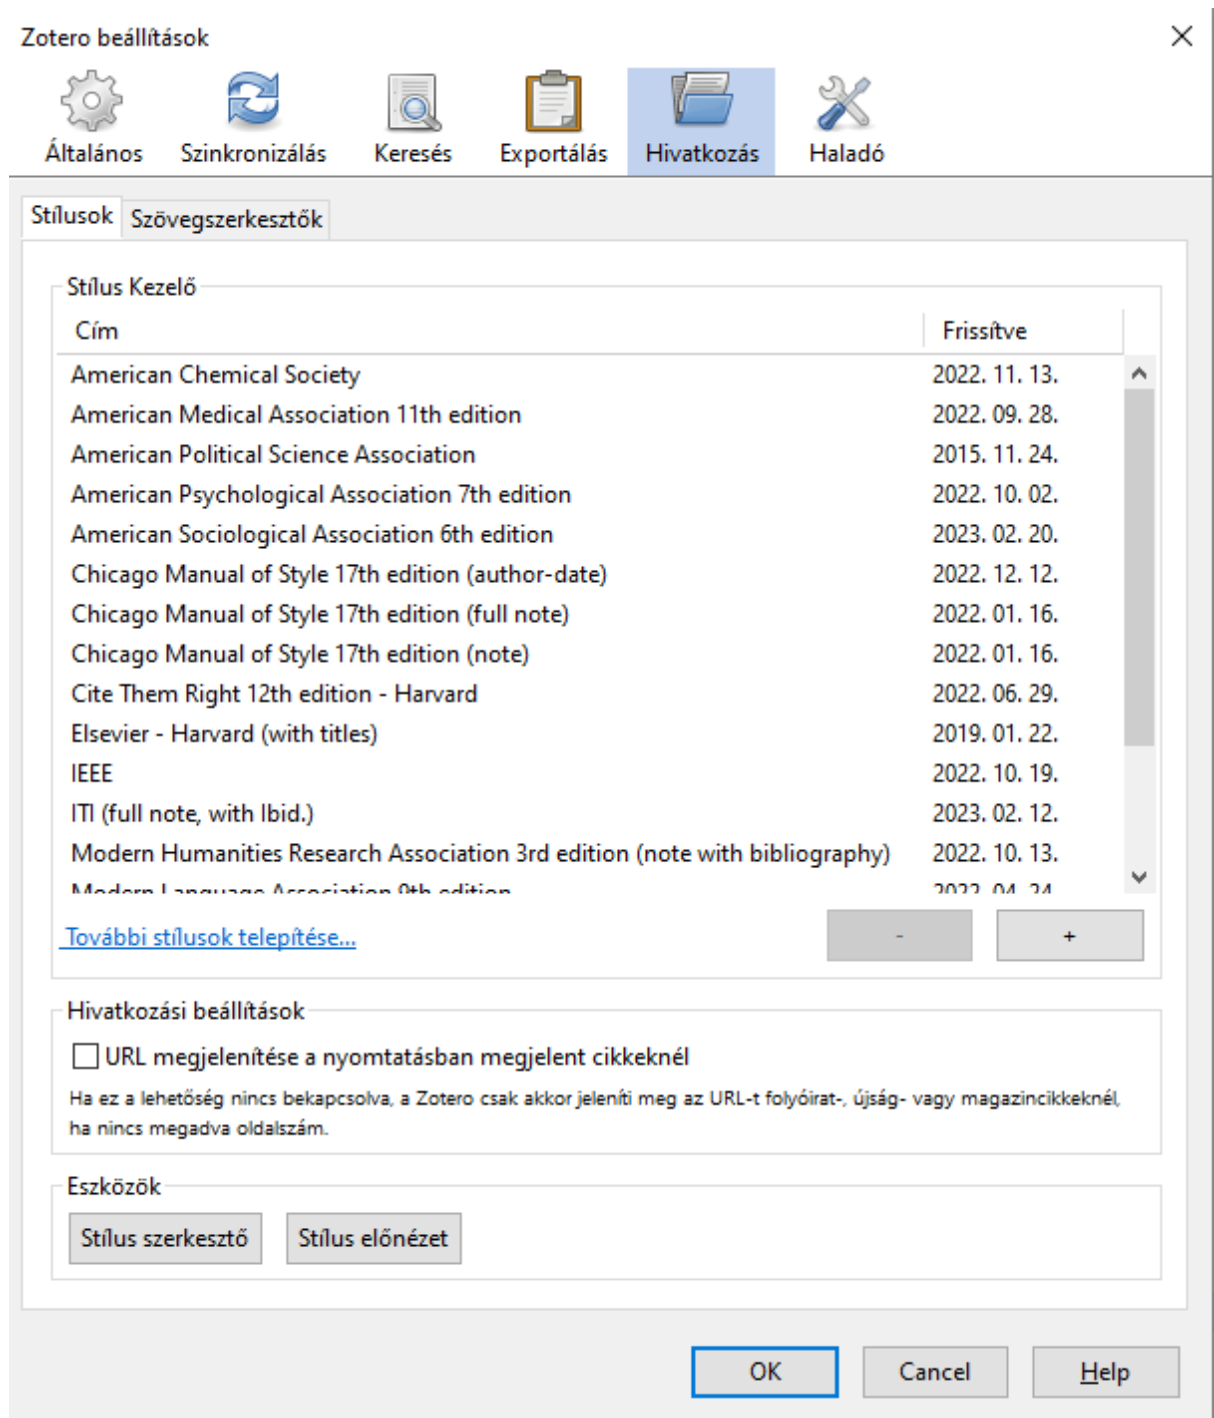 Zotero beállítások
Általános Szinkronizálás Keresés Exportálás Hivatkozás Haladó
Stílusok Szövegszerkesztők
Stílus Kezelő
Cím Frissítve
American Chemical Society 2022. 11. 13.
American Medical Association 11th edition 2022. 09. 28.
American Political Science Association 2015. 11. 24.
American Psychological Association 7th edition 2022. 10. 02.
American Sociological Association 6th edition 2023. 02. 20.
Chicago Manual of Style 17th edition (author-date) 2022. 12. 12.
Chicago Manual of Style 17th edition (full note) 2022. 01. 16.
Chicago Manual of Style 17th edition (note) 2022. 01. 16.
Cite Them Right 12th edition - Harvard 2022. 06. 29.
Elsevier - Harvard (with titles) 2019. 01. 22.
IEEE 2022. 10. 19.
ITI (full note, with Ibid.) 2023. 02. 12.
Modern Humanities Research Association 3rd edition (note with bibliography) 2022. 10. 13.
Modern Language Association 9th edition 2022. 04. 24.
További stílusok telepítése... - +
Hivatkozási beállítások
URL megjelenítése a nyomtatásban megjelent cikkeknél
Ha ez a lehetőség nincs bekapcsolva, a Zotero csak akkor jeleníti meg az URL-t folyóirat-, újság- vagy magazincikkeknél,
ha nincs megadva oldalszám.
Eszközök
Stílus szerkesztő Stílus előnézet
OK Cancel Help